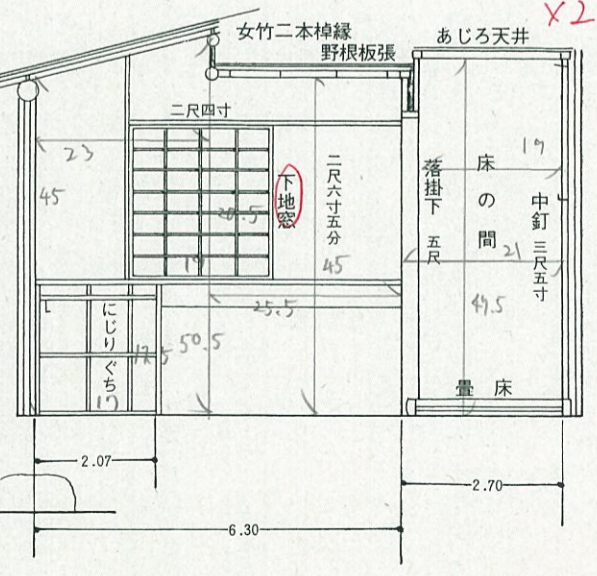 ×2
女竹二本棹縁
野根板張
あじろ天井
二尺四寸
23
45
下地窓
20.5
19
二尺六寸五分
45
落掛下 五尺
床の間
19
中釘 三尺五寸
21
49.5
25.5
50.5
にじりぐち
12.5
17
畳 床
2.07
2.70
6.30